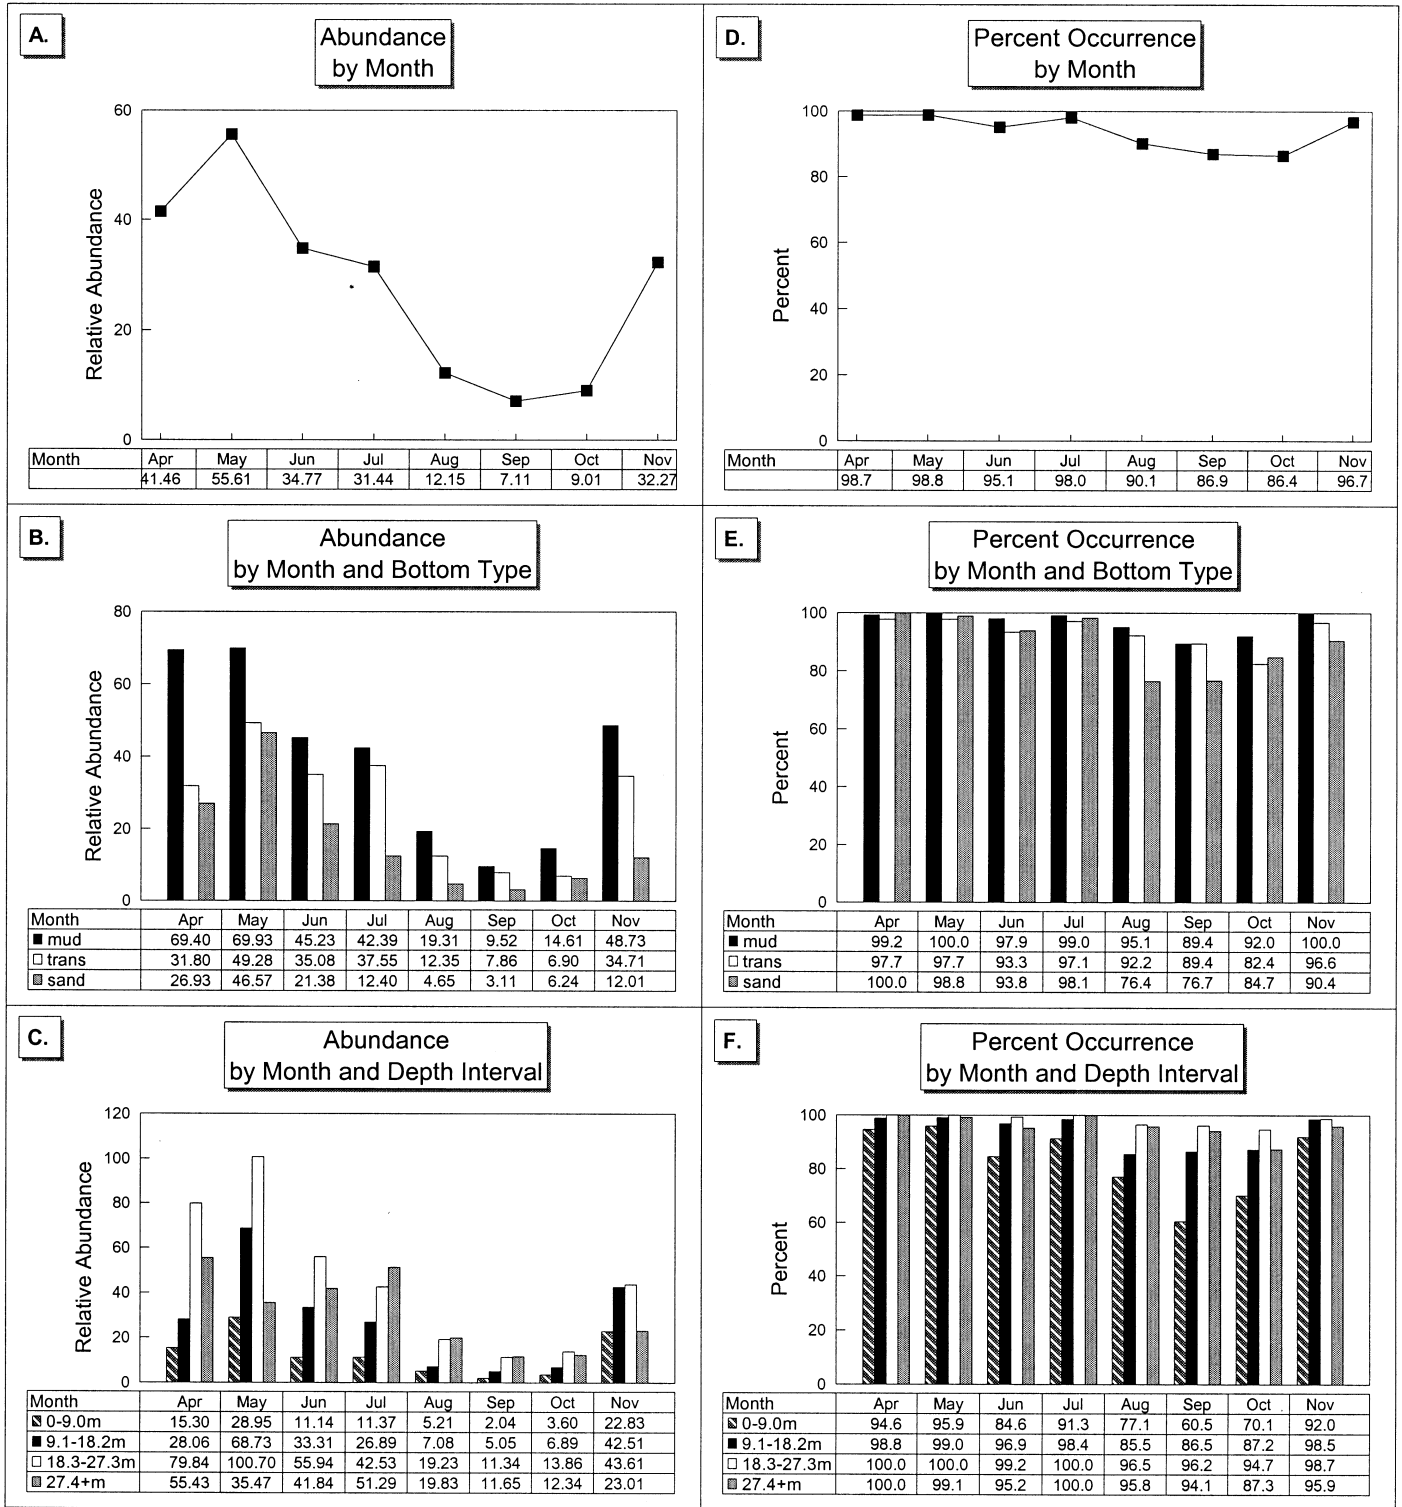 A.
Abundance
by Month
Relative Abundance
60
40
20
0
Month Apr May Jun Jul Aug Sep Oct Nov
41.46 55.61 34.77 31.44 12.15 7.11 9.01 32.27
B.
Abundance
by Month and Bottom Type
Relative Abundance
80
60
40
20
0
Month Apr May Jun Jul Aug Sep Oct Nov
mud 69.40 69.93 45.23 42.39 19.31 9.52 14.61 48.73
trans 31.80 49.28 35.08 37.55 12.35 7.86 6.90 34.71
sand 26.93 46.57 21.38 12.40 4.65 3.11 6.24 12.01
C.
Abundance
by Month and Depth Interval
Relative Abundance
120
100
80
60
40
20
0
Month Apr May Jun Jul Aug Sep Oct Nov
0-9.0m 15.30 28.95 11.14 11.37 5.21 2.04 3.60 22.83
9.1-18.2m 28.06 68.73 33.31 26.89 7.08 5.05 6.89 42.51
18.3-27.3m 79.84 100.70 55.94 42.53 19.23 11.34 13.86 43.61
27.4+m 55.43 35.47 41.84 51.29 19.83 11.65 12.34 23.01
D.
Percent Occurrence
by Month
Percent
100
80
60
40
20
0
Month Apr May Jun Jul Aug Sep Oct Nov
98.7 98.8 95.1 98.0 90.1 86.9 86.4 96.7
E.
Percent Occurrence
by Month and Bottom Type
Percent
100
80
60
40
20
0
Month Apr May Jun Jul Aug Sep Oct Nov
mud 99.2 100.0 97.9 99.0 95.1 89.4 92.0 100.0
trans 97.7 97.7 93.3 97.1 92.2 89.4 82.4 96.6
sand 100.0 98.8 93.8 98.1 76.4 76.7 84.7 90.4
F.
Percent Occurrence
by Month and Depth Interval
Percent
100
80
60
40
20
0
Month Apr May Jun Jul Aug Sep Oct Nov
0-9.0m 94.6 95.9 84.6 91.3 77.1 60.5 70.1 92.0
9.1-18.2m 98.8 99.0 96.9 98.4 85.5 86.5 87.2 98.5
18.3-27.3m 100.0 100.0 99.2 100.0 96.5 96.2 94.7 98.7
27.4+m 100.0 99.1 95.2 100.0 95.8 94.1 87.3 95.9